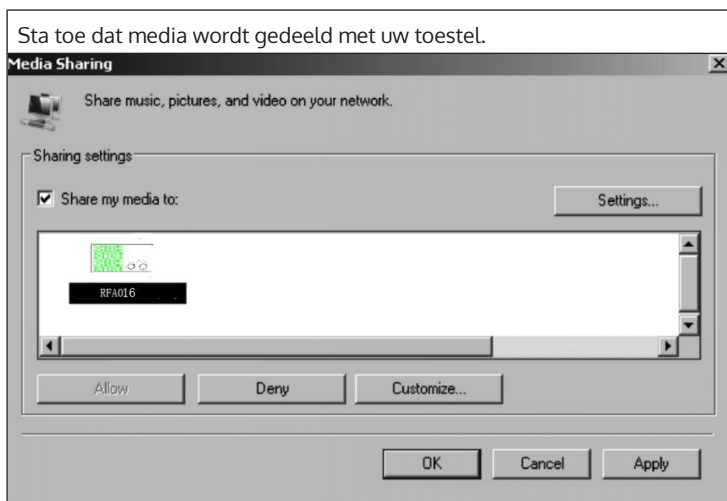 Sta toe dat media wordt gedeeld met uw toestel.
Media Sharing
Share music, pictures, and video on your network.
Sharing settings
Share my media to:
Settings...
RFA016
Allow
Deny
Customize...
OK
Cancel
Apply